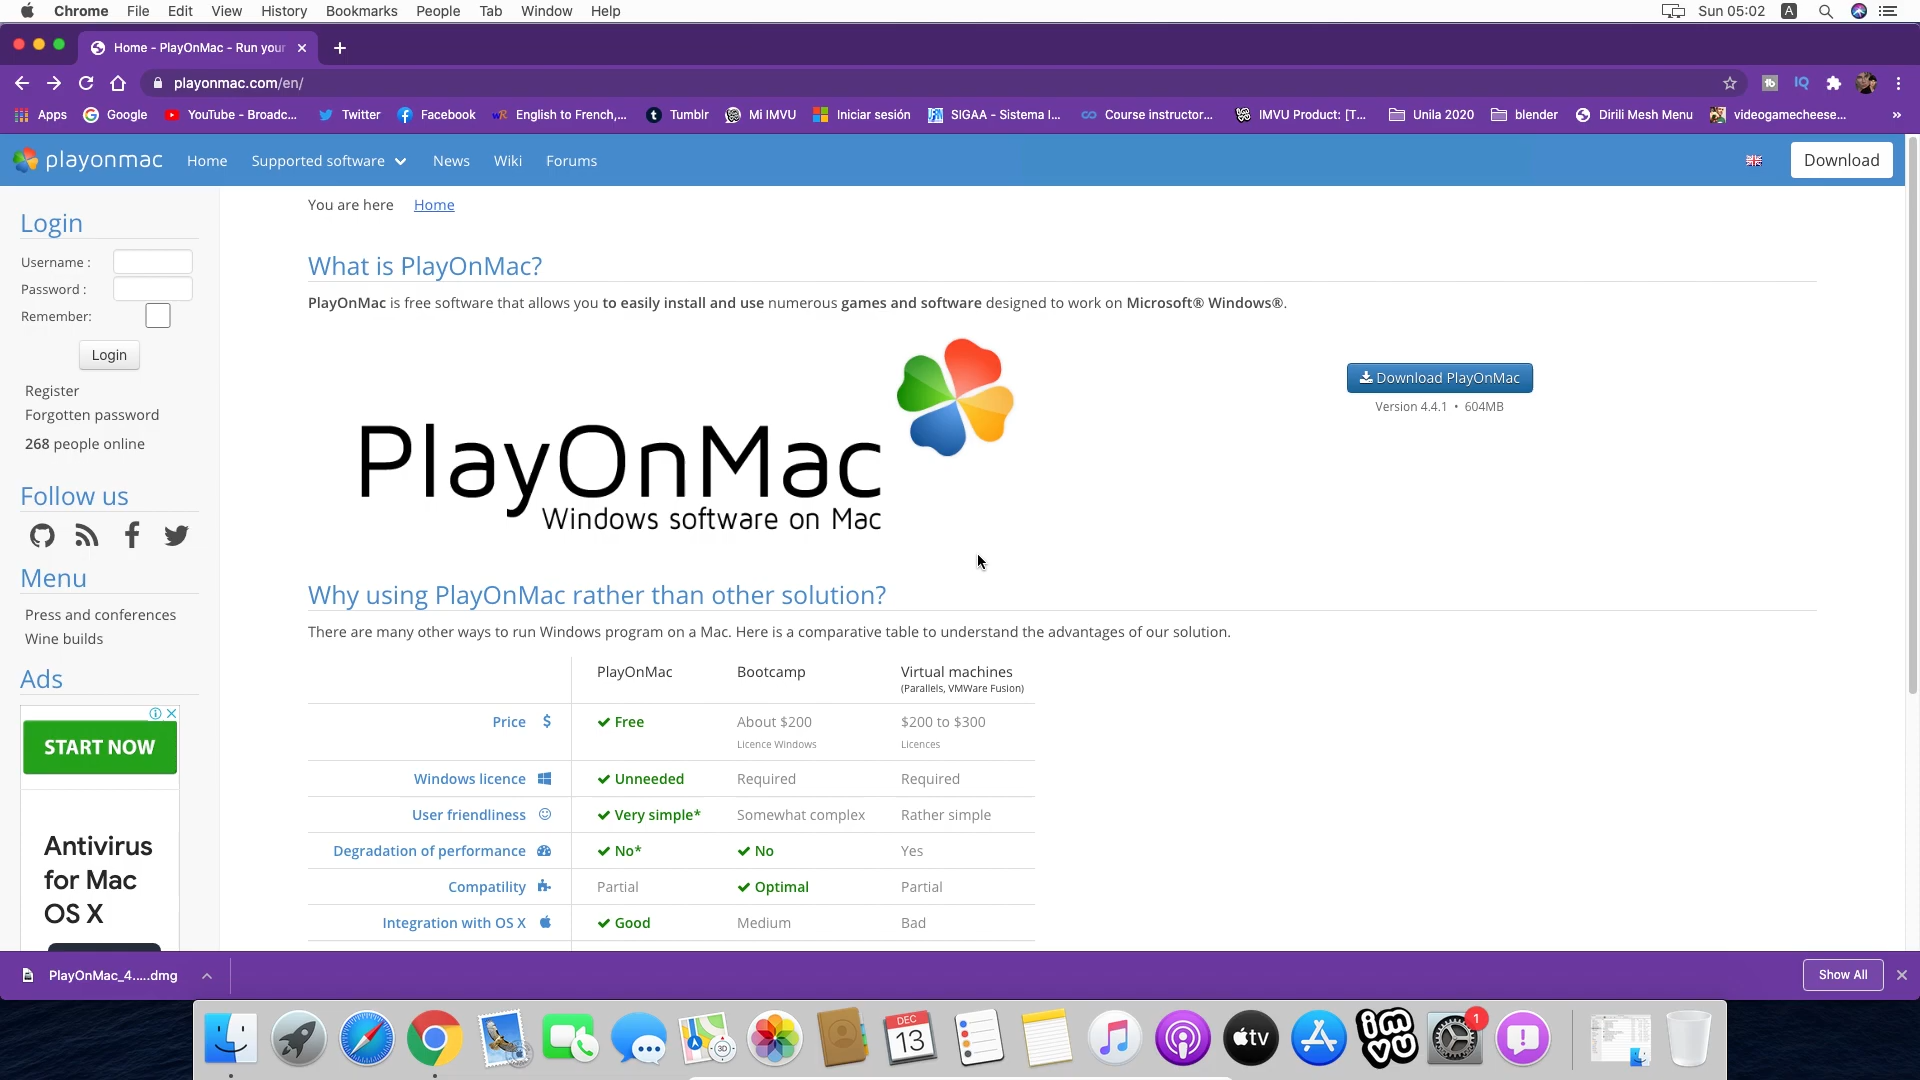 Chrome File Edit View History Bookmarks People Tab Window Help Sun 05:02 A
Home - PlayOnMac - Run your
playonmac.com/en/
Apps Google YouTube - Broadc... Twitter Facebook English to French,... Tumblr Mi IMVU Iniciar sesión SIGAA - Sistema I... Course instructor... IMVU Product: [T... Unila 2020 blender Dirili Mesh Menu videogamecheese... »
playonmac Home Supported software News Wiki Forums Download
You are here Home
Login
Username :
Password :
Remember:
Login
Register
Forgotten password
268 people online
Follow us
Menu
Press and conferences
Wine builds
Ads
START NOW
Antivirus
for Mac
OS X
What is PlayOnMac?
PlayOnMac is free software that allows you to easily install and use numerous games and software designed to work on Microsoft® Windows®.
PlayOnMac
Windows software on Mac
Download PlayOnMac
Version 4.4.1 • 604MB
Why using PlayOnMac rather than other solution?
There are many other ways to run Windows program on a Mac. Here is a comparative table to understand the advantages of our solution.
PlayOnMac Bootcamp Virtual machines
(Parallels, VMWare Fusion)
Price $ Free About $200 $200 to $300
Licence Windows Licences
Windows licence Unneeded Required Required
User friendliness Very simple* Somewhat complex Rather simple
Degradation of performance No* No Yes
Compatility Partial Optimal Partial
Integration with OS X Good Medium Bad
PlayOnMac_4.....dmg Show All
DEC
13
3D
tv
imvu
1